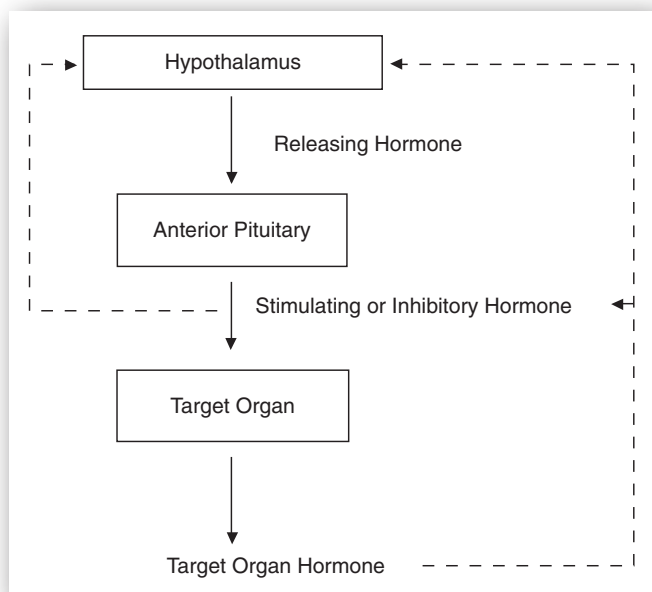 Hypothalamus
Releasing Hormone
Anterior Pituitary
Stimulating or Inhibitory Hormone
Target Organ
Target Organ Hormone